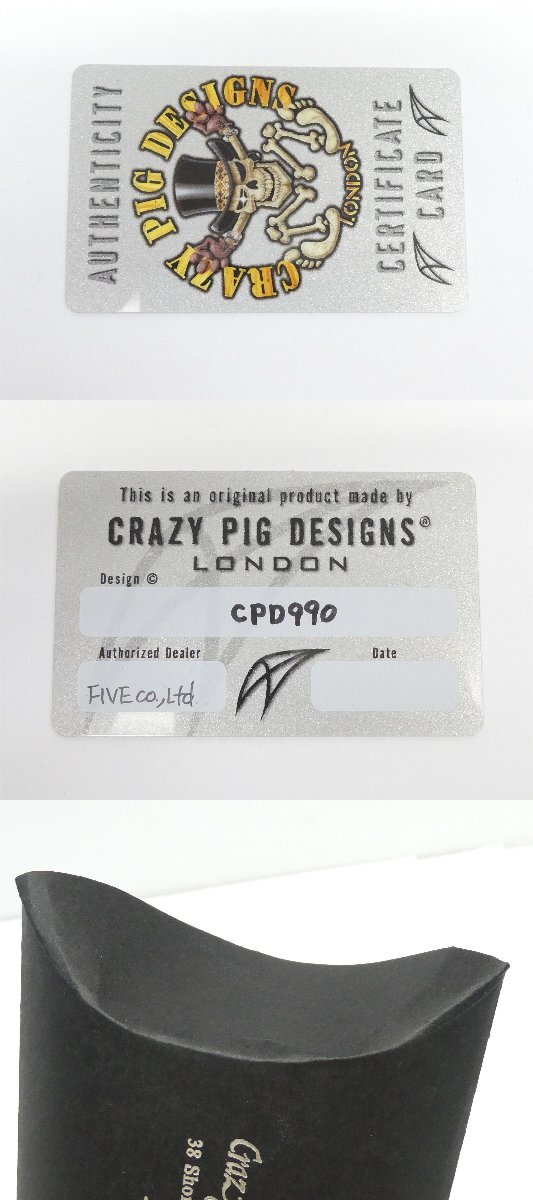 AUTHENTICITY
CRAZY PIG DESIGNS
LONDON
CERTIFICATE
CARD
This is an original product made by
CRAZY PIG DESIGNS®
LONDON
Design ©
CPD990
Authorized Dealer
Date
FIVE co.,Ltd
38